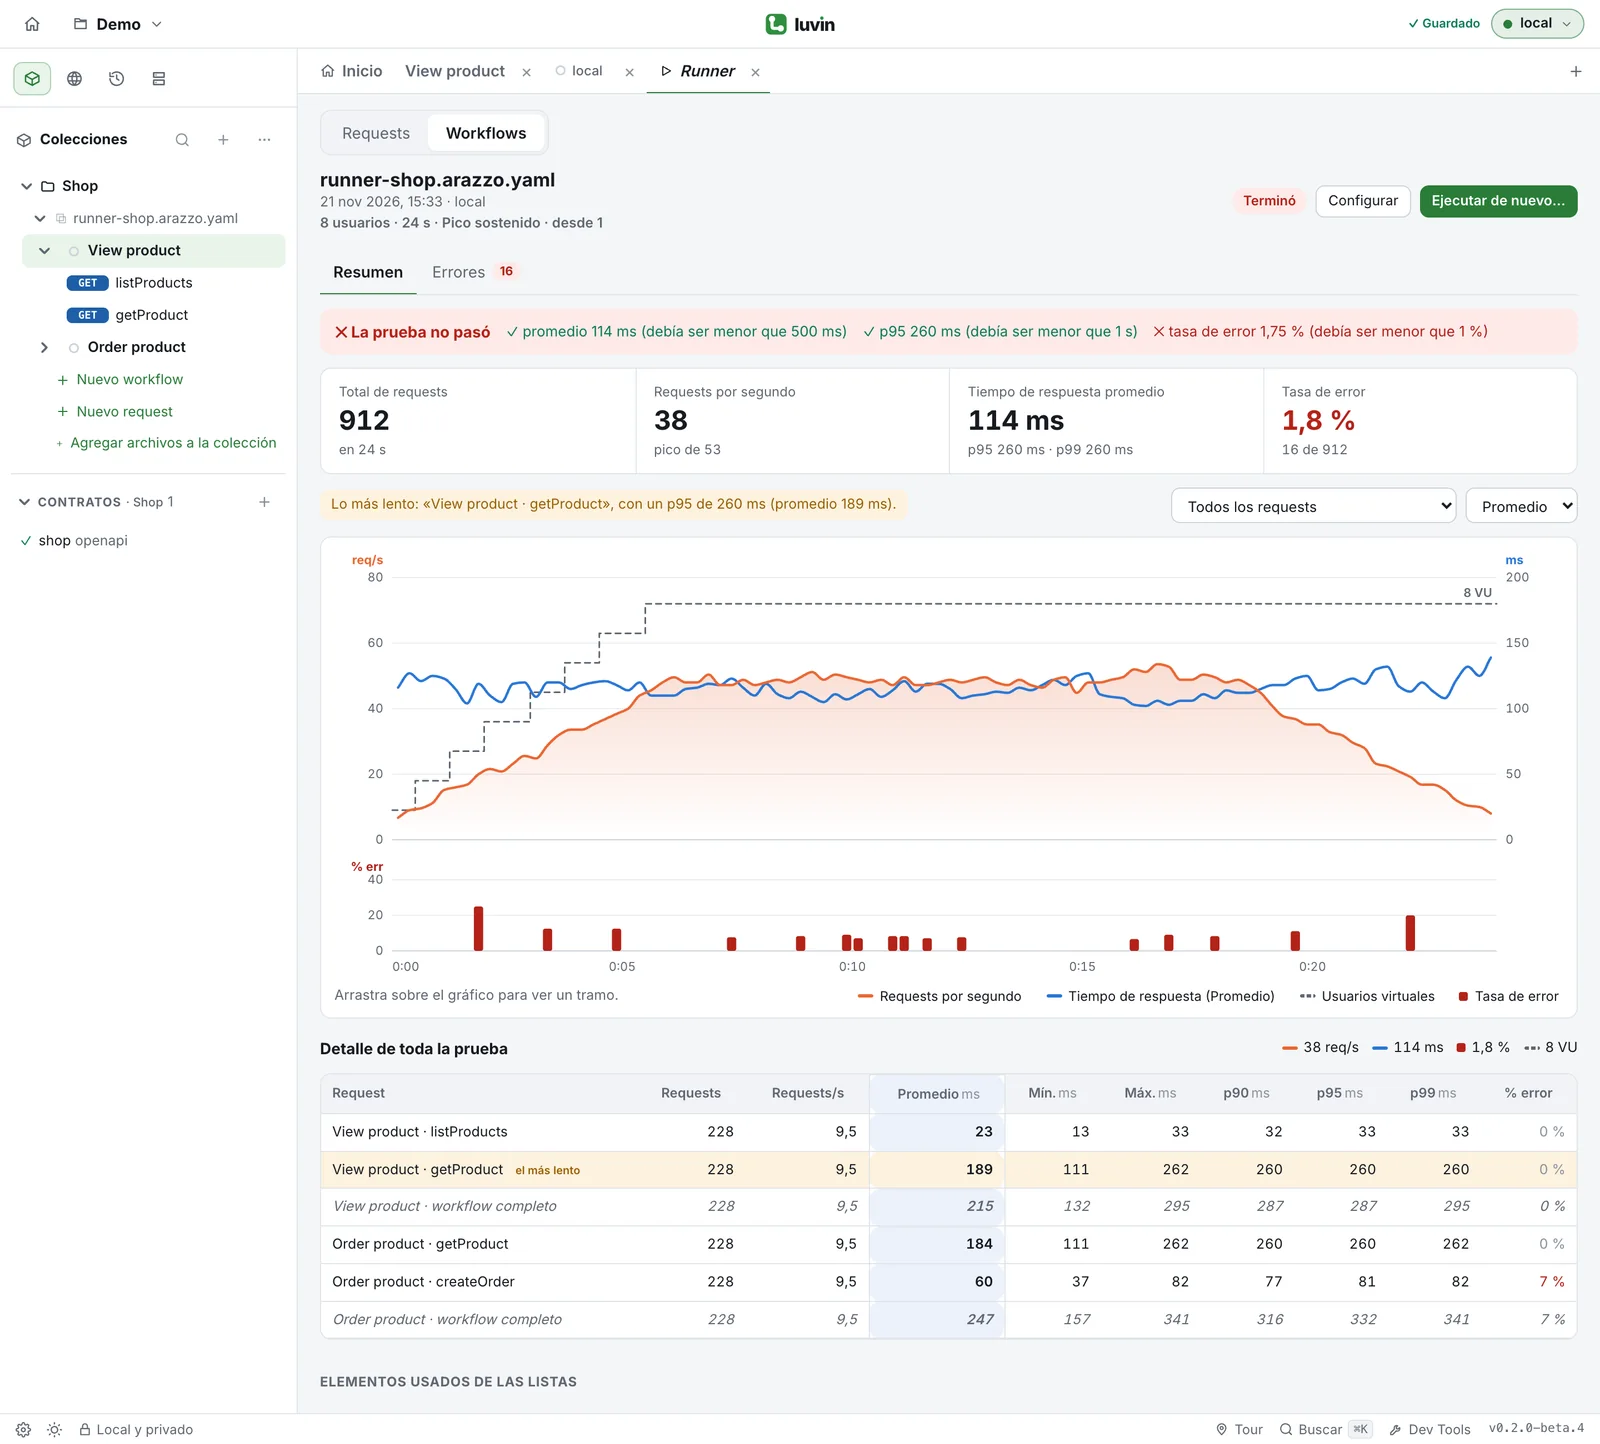 Demo
luvin
Guardado
local
Inicio
View product
local
Runner
Colecciones
Shop
runner-shop.arazzo.yaml
View product
GET listProducts
GET getProduct
Order product
+ Nuevo workflow
+ Nuevo request
+ Agregar archivos a la colección
CONTRATOS · Shop 1
shop openapi
Requests
Workflows
runner-shop.arazzo.yaml
21 nov 2026, 15:33 · local
8 usuarios · 24 s · Pico sostenido · desde 1
Terminó
Configurar
Ejecutar de nuevo...
Resumen
Errores 16
La prueba no pasó ✓ promedio 114 ms (debía ser menor que 500 ms) ✓ p95 260 ms (debía ser menor que 1 s) ✕ tasa de error 1,75 % (debía ser menor que 1 %)
Total de requests
912
en 24 s
Requests por segundo
38
pico de 53
Tiempo de respuesta promedio
114 ms
p95 260 ms · p99 260 ms
Tasa de error
1,8 %
16 de 912
Lo más lento: «View product · getProduct», con un p95 de 260 ms (promedio 189 ms).
Todos los requests
Promedio
req/s
ms
80
200
8 VU
60
150
40
100
20
50
0
0
% err
40
20
0
0:00
0:05
0:10
0:15
0:20
Arrastra sobre el gráfico para ver un tramo.
Requests por segundo
Tiempo de respuesta (Promedio)
Usuarios virtuales
Tasa de error
Detalle de toda la prueba
38 req/s 114 ms 1,8 % 8 VU
Request Requests Requests/s Promedio ms Mín. ms Máx. ms p90 ms p95 ms p99 ms % error
View product · listProducts 228 9,5 23 13 33 32 33 33 0 %
View product · getProduct el más lento 228 9,5 189 111 262 260 260 260 0 %
View product · workflow completo 228 9,5 215 132 295 287 287 295 0 %
Order product · getProduct 228 9,5 184 111 262 260 260 262 0 %
Order product · createOrder 228 9,5 60 37 82 77 81 82 7 %
Order product · workflow completo 228 9,5 247 157 341 316 332 341 7 %
ELEMENTOS USADOS DE LAS LISTAS
Local y privado
Tour
Buscar ⌘K
Dev Tools
v0.2.0-beta.4